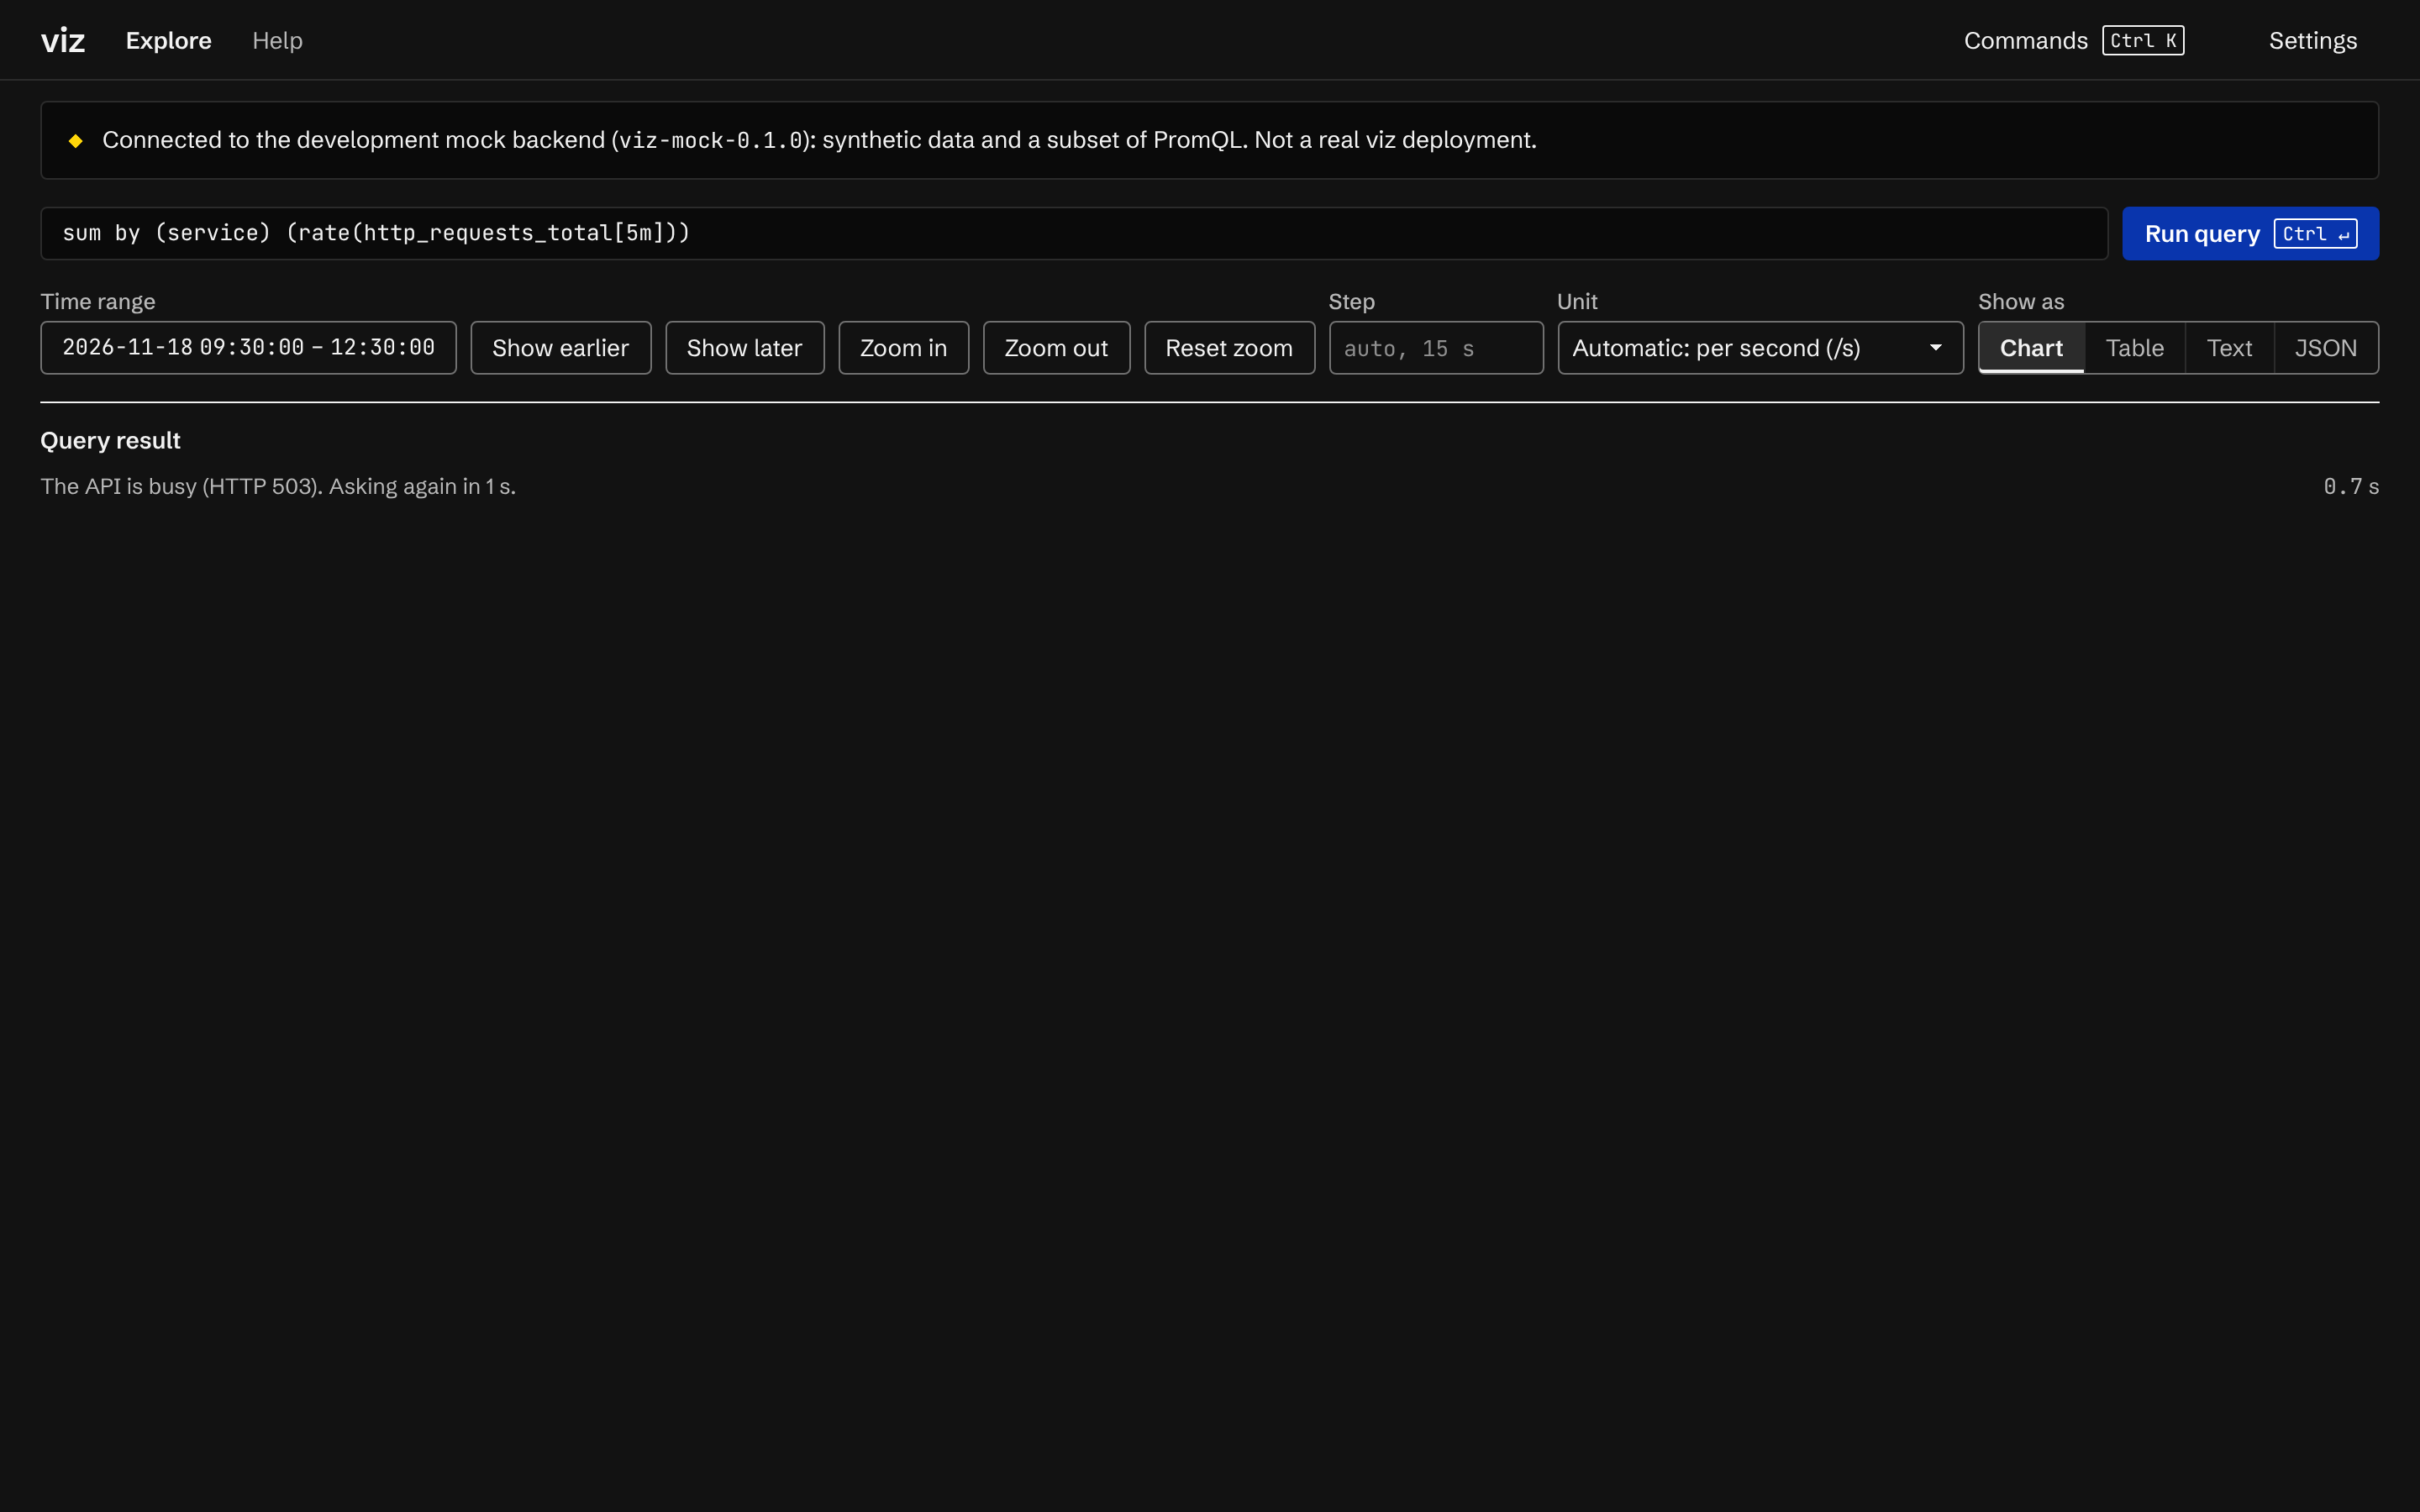 viz Explore Help Commands Ctrl K Settings
Connected to the development mock backend (viz-mock-0.1.0): synthetic data and a subset of PromQL. Not a real viz deployment.
sum by (service) (rate(http_requests_total[5m])) Run query Ctrl ↵
Time range Step Unit Show as
2026-11-18 09:30:00 – 12:30:00 Show earlier Show later Zoom in Zoom out Reset zoom auto, 15 s Automatic: per second (/s) Chart Table Text JSON
Query result
The API is busy (HTTP 503). Asking again in 1 s. 0.7 s